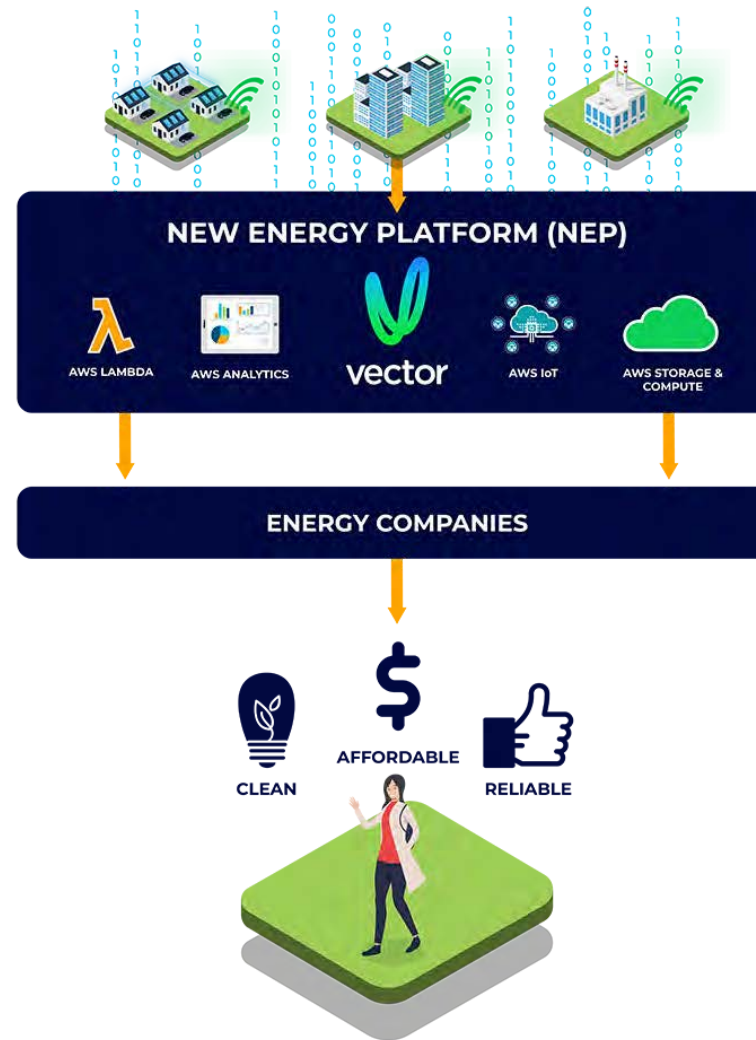 NEW ENERGY PLATFORM (NEP)
λ
AWS LAMBDA
AWS ANALYTICS
vector
AWS IoT
AWS STORAGE &
COMPUTE
ENERGY COMPANIES
$
CLEAN
AFFORDABLE
RELIABLE